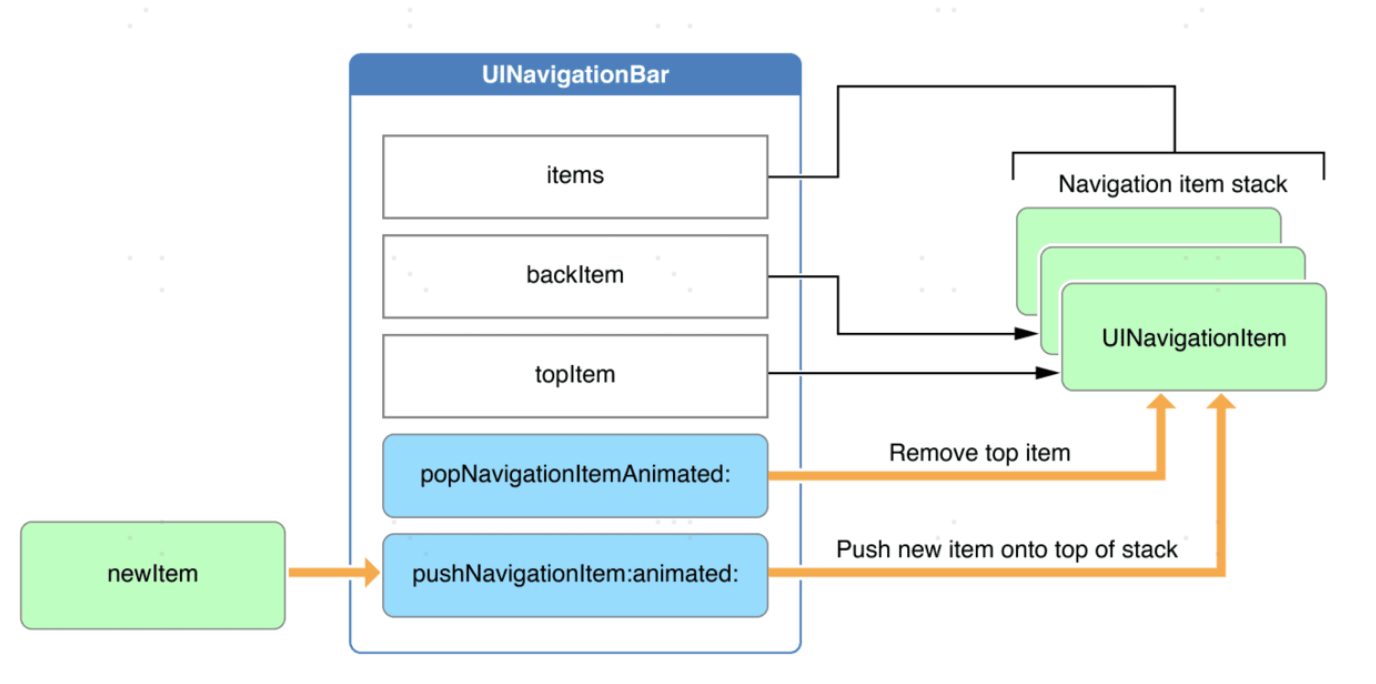 UINavigationBar
items
Navigation item stack
backItem
UINavigationItem
topItem
popNavigationItemAnimated:
Remove top item
newItem
pushNavigationItem:animated:
Push new item onto top of stack